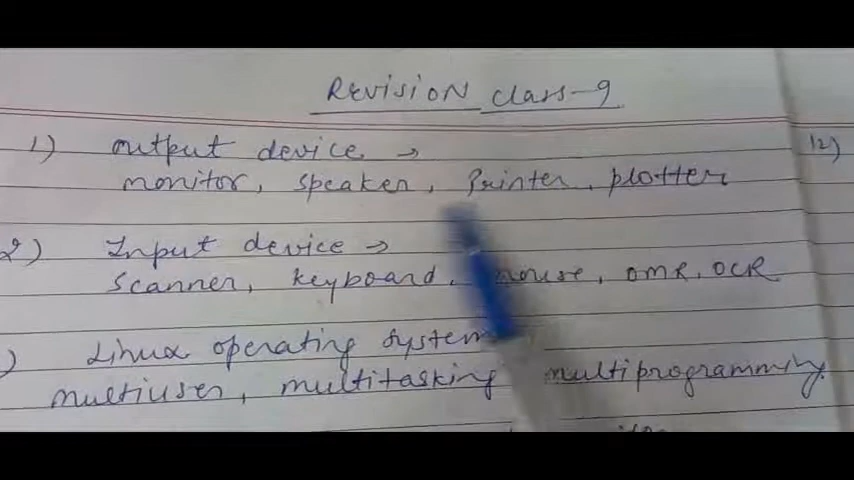 Revision class-9
1) output device →
monitor, speaker, Printer, plotter
2) Input device →
Scanner, keyboard, mouse, OMR, OCR
) Linux operating system
multiuser, multitasking multiprogramming.
12)